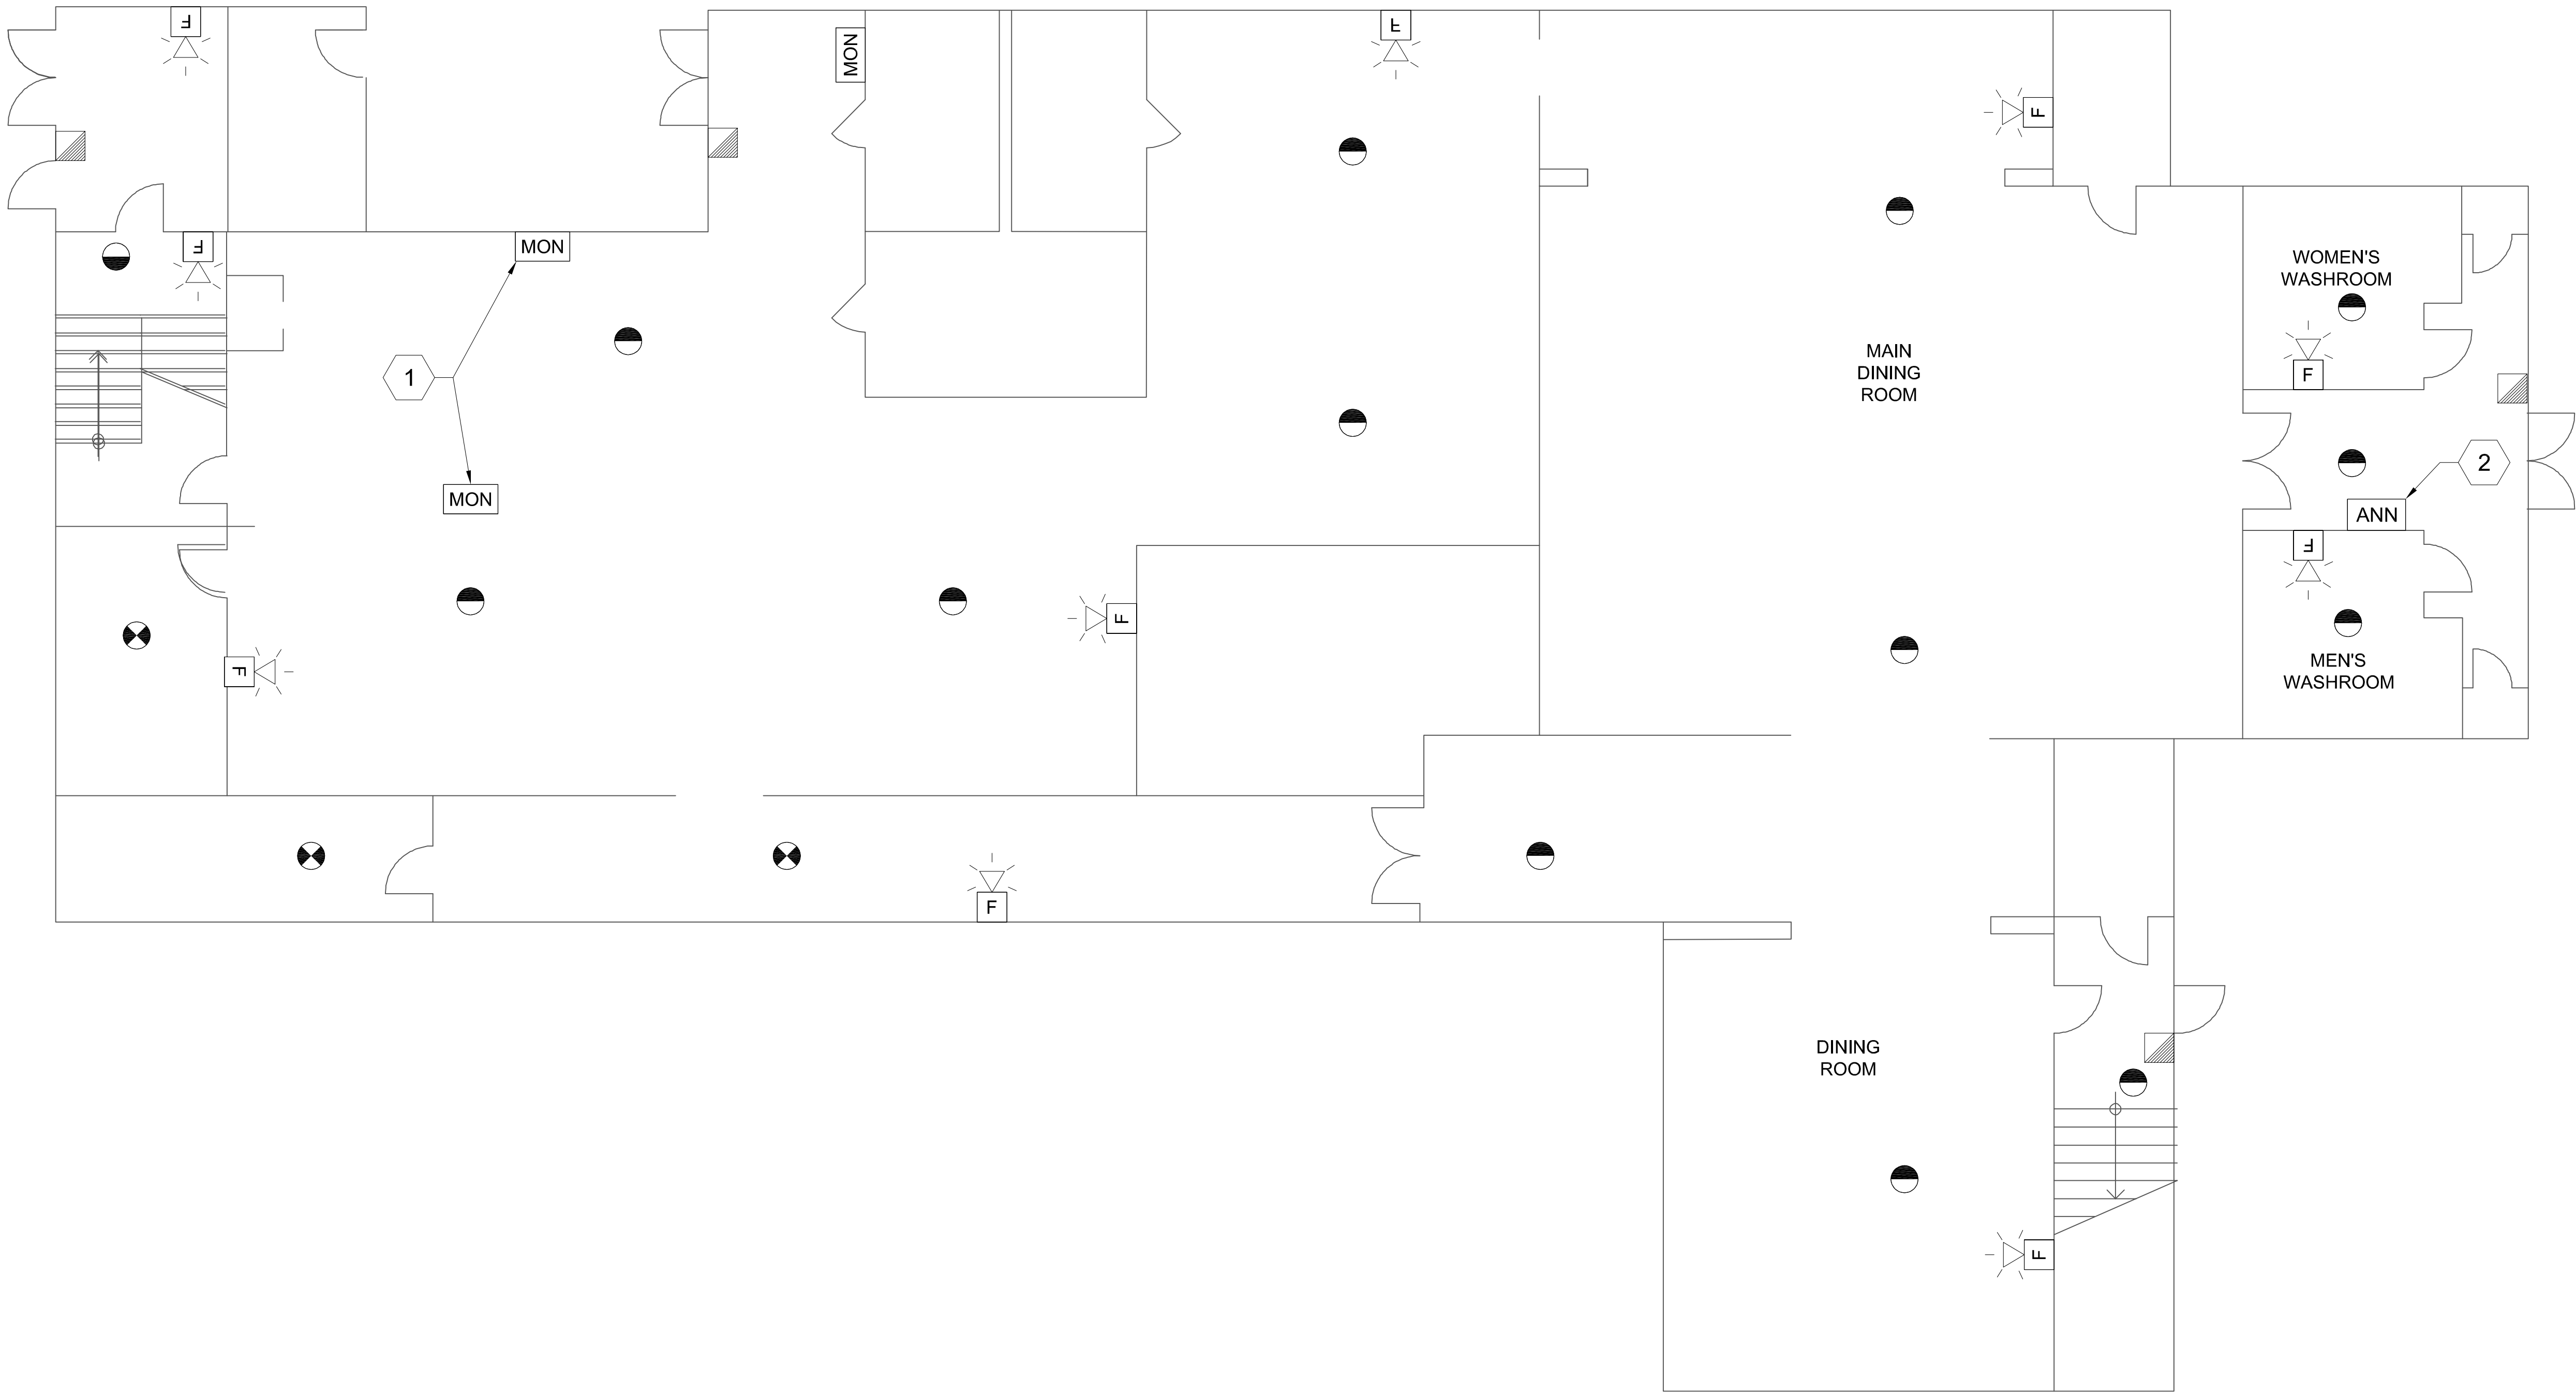 F
F
MON
F
F
MON
1
MON
WOMEN'S
WASHROOM
MAIN
DINING
ROOM
F
2
ANN
F
MEN'S
WASHROOM
F
F
F
DINING
ROOM
F